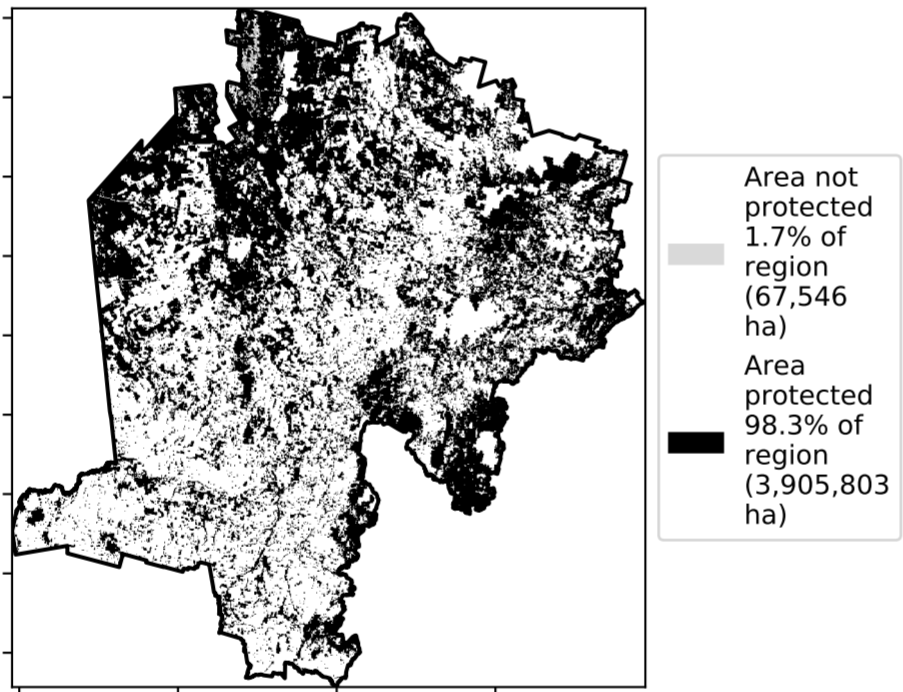 Area not
protected
1.7% of
region
(67,546
ha)
Area
protected
98.3% of
region
(3,905,803
ha)